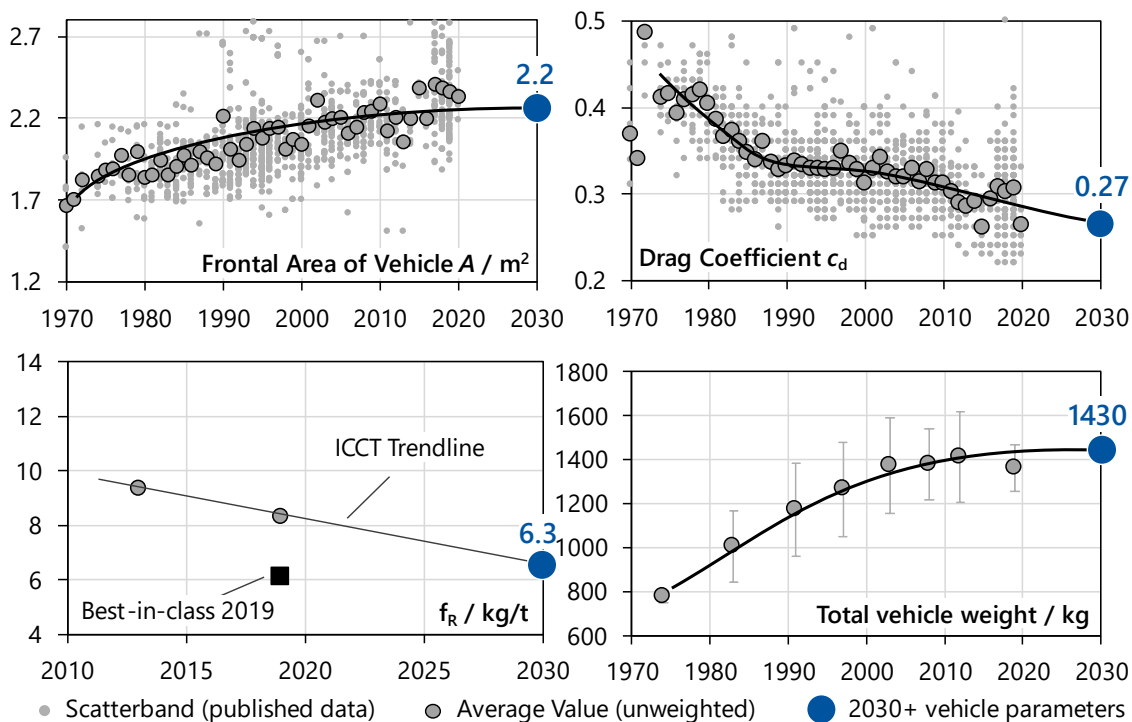 2.7
2.2
1.7
1.2
2.2
Frontal Area of Vehicle A / m²
1970 1980 1990 2000 2010 2020 2030
0.5
0.4
0.3
0.2
0.27
Drag Coefficient cd
1970 1980 1990 2000 2010 2020 2030
14
12
10
8
6
4
ICCT Trendline
6.3
Best-in-class 2019
fR / kg/t
2010 2015 2020 2025 2030
1800
1600
1400
1200
1000
800
600
1430
Total vehicle weight / kg
1970 1980 1990 2000 2010 2020 2030
Scatterband (published data) Average Value (unweighted) 2030+ vehicle parameters